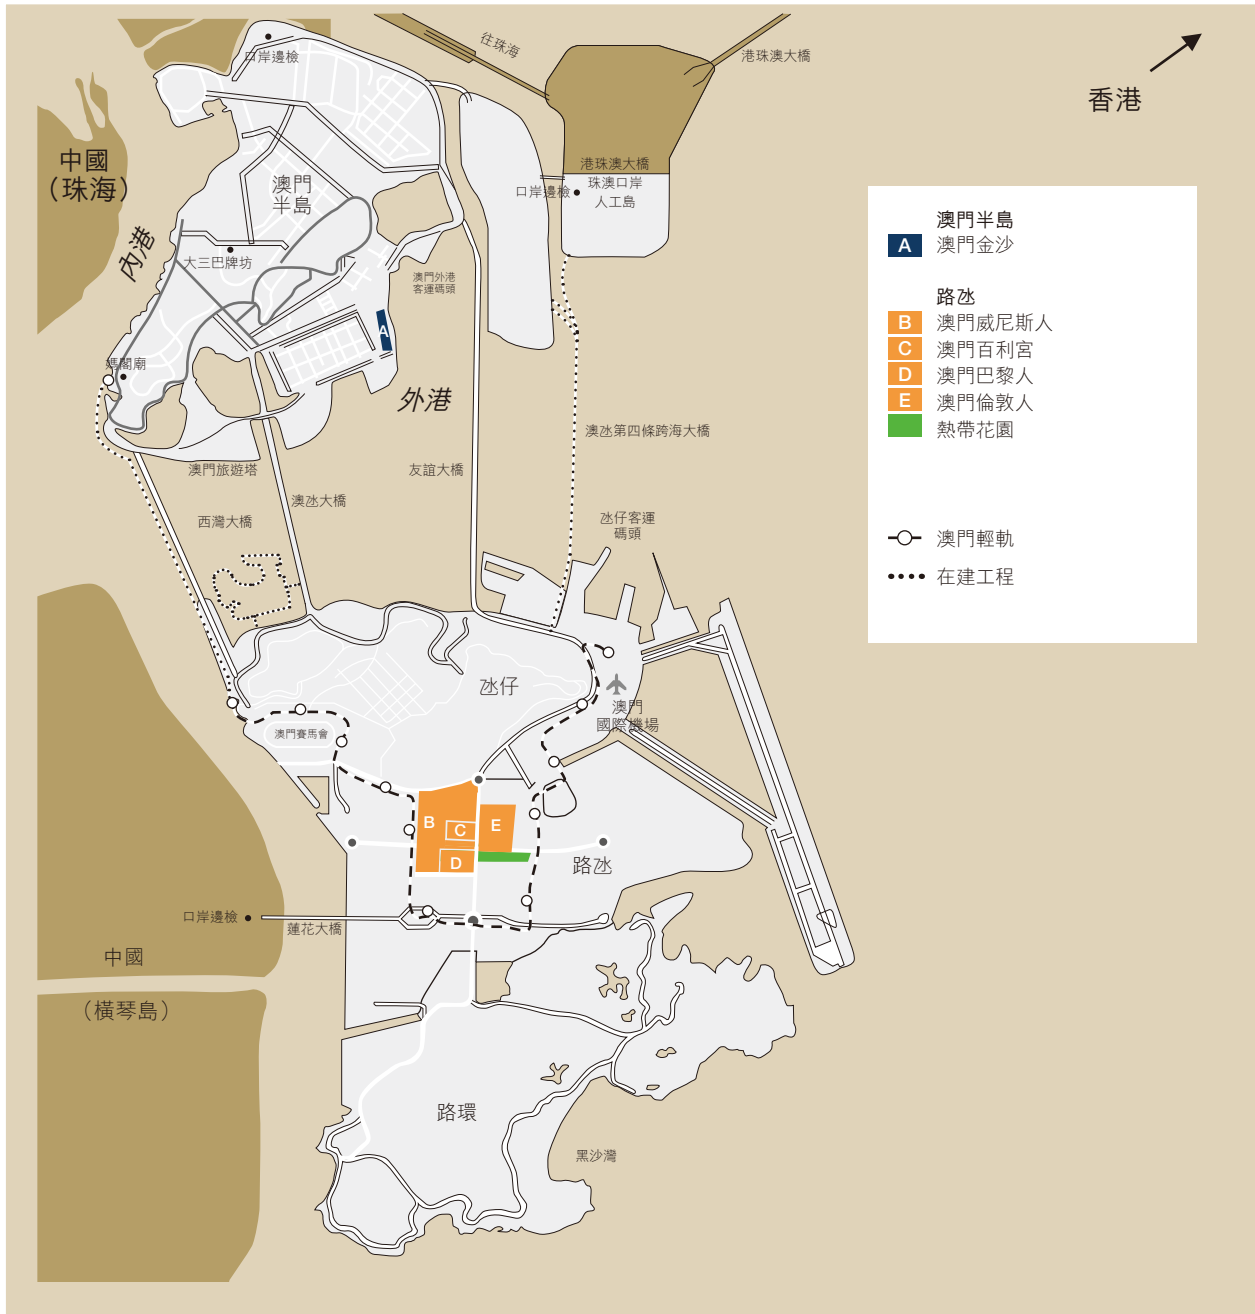 口岸邊檢
往珠海
港珠澳大橋
香港
中國
（珠海）
澳門
半島
港珠澳大橋
珠澳口岸
人工島
口岸邊檢
內港
大三巴牌坊
澳門外港
客運碼頭
A
媽閣廟
外港
澳氹第四條跨海大橋
澳門旅遊塔
友誼大橋
澳氹大橋
西灣大橋
氹仔客運
碼頭
氹仔
澳門
國際機場
澳門賽馬會
B
C
D
E
路氹
口岸邊檢
蓮花大橋
中國
（橫琴島）
路環
黑沙灣
澳門半島
A 澳門金沙
路氹
B 澳門威尼斯人
C 澳門百利宮
D 澳門巴黎人
E 澳門倫敦人
熱帶花園
澳門輕軌
在建工程